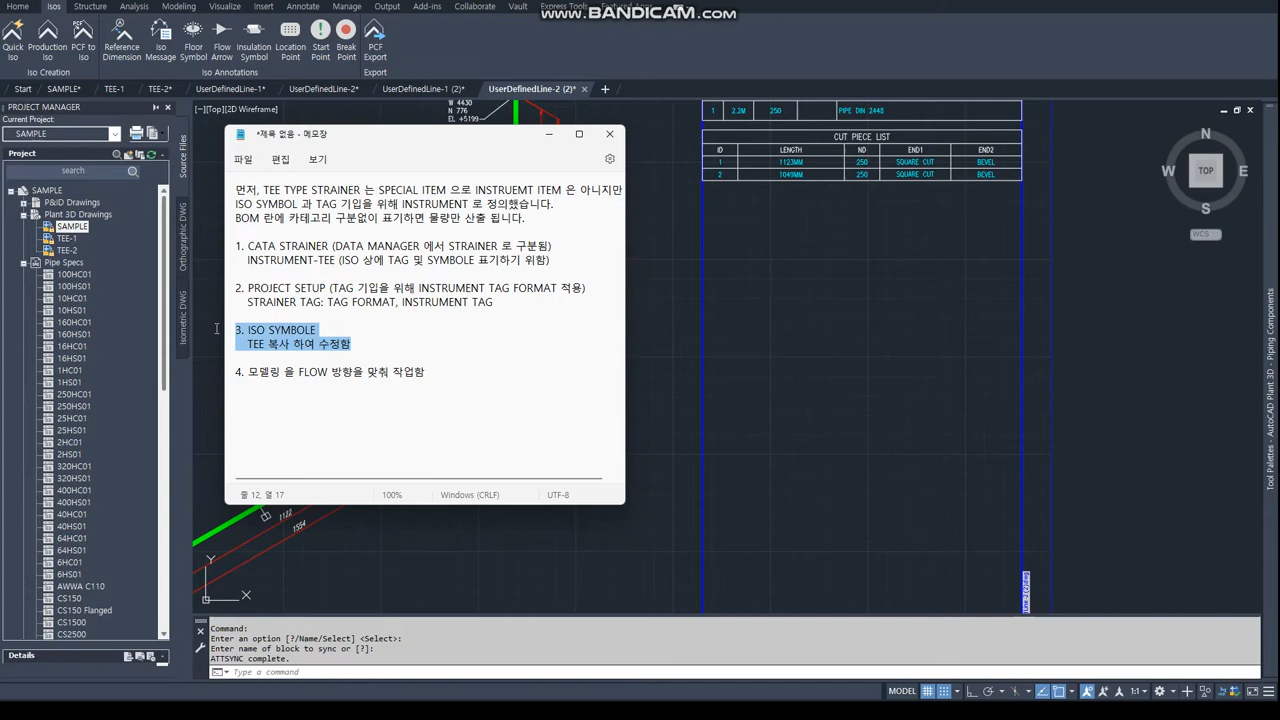 www.BANDICAM.com
Home Isos Structure Analysis Modeling Visualize Insert Annotate Manage Output Add-ins Collaborate Vault Express Tools Featured Apps
Quick Iso
Production Iso
PCF to Iso
Reference Dimension
Iso Message
Floor Symbol
Flow Arrow
Insulation Symbol
Location Point
Start Point
Break Point
PCF Export
Iso Creation
Iso Annotations
Export
Start SAMPLE* TEE-1 TEE-2* UserDefinedLine-1* UserDefinedLine-2* UserDefinedLine-1 (2)* UserDefinedLine-2 (2)*
PROJECT MANAGER
Current Project:
SAMPLE
Project
search
SAMPLE
P&ID Drawings
Plant 3D Drawings
SAMPLE
TEE-1
TEE-2
Pipe Specs
100HC01
100HS01
10HC01
10HS01
160HC01
160HS01
16HC01
16HS01
1HC01
1HS01
250HC01
250HS01
25HC01
25HS01
2HC01
2HS01
320HC01
320HS01
400HC01
400HS01
40HC01
40HS01
64HC01
64HS01
6HC01
6HS01
AWWA C110
CS150
CS150 Flanged
CS1500
CS2500
Details
Source Files
Orthographic DWG
Isometric DWG
[−][Top][2D Wireframe]
W 4430
N 776
EL +5199
*제목 없음 - 메모장
파일 편집 보기
먼저, TEE TYPE STRAINER 는 SPECIAL ITEM 으로 INSTRUEMT ITEM 은 아니지만
ISO SYMBOL 과 TAG 기입을 위해 INSTRUMENT 로 정의했습니다.
BOM 란에 카테고리 구분없이 표기하면 물량만 산출 됩니다.
1. CATA STRAINER (DATA MANAGER 에서 STRAINER 로 구분됨)
INSTRUMENT-TEE (ISO 상에 TAG 및 SYMBOLE 표기하기 위함)
2. PROJECT SETUP (TAG 기입을 위해 INSTRUMENT TAG FORMAT 적용)
STRAINER TAG: TAG FORMAT, INSTRUMENT TAG
3. ISO SYMBOLE
TEE 복사 하여 수정함
4. 모델링 을 FLOW 방향을 맞춰 작업함
줄 12, 열 17 100% Windows (CRLF) UTF-8
1 2.2M 250 PIPE DIN 2448
CUT PIECE LIST
ID LENGTH ND END1 END2
1 1123MM 250 SQUARE CUT BEVEL
2 1049MM 250 SQUARE CUT BEVEL
N
W TOP E
S
WCS
1132
1554
Y
X
Tool Palettes - AutoCAD Plant 3D - Piping Components
Command:
Enter an option [?/Name/Select] <Select>:
Enter name of block to sync or [?]:
ATTSYNC complete.
Type a command
MODEL 1:1